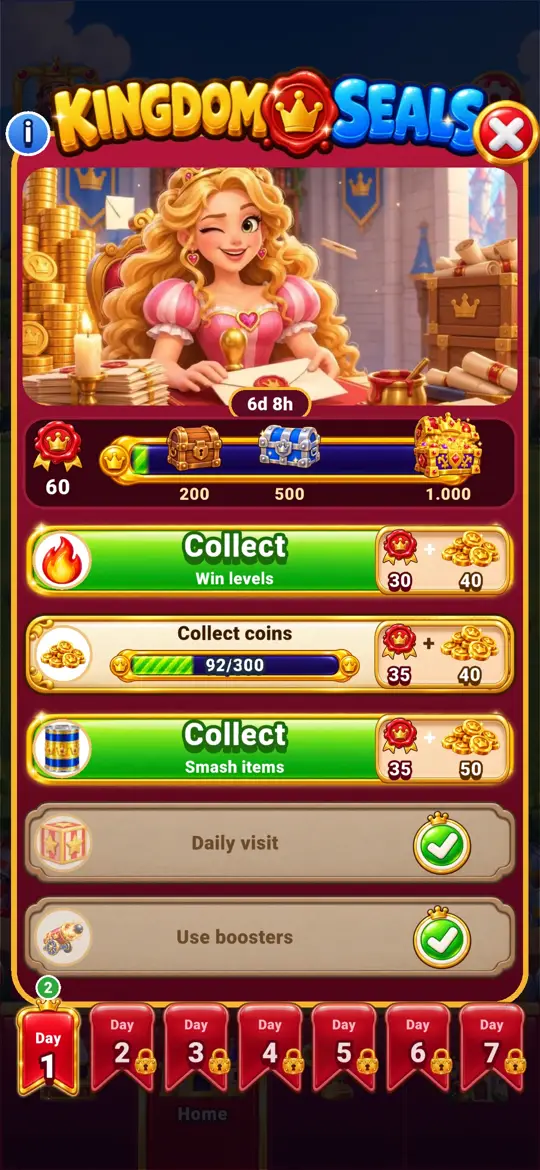 KINGDOM SEALS
i
6d 8h
60
200
500
1.000
Collect
Win levels
30
+
40
Collect coins
92/300
35
+
40
Collect
Smash items
35
+
50
Daily visit
Use boosters
2
Day
1
Day
2
Day
3
Day
4
Day
5
Day
6
Day
7
Home